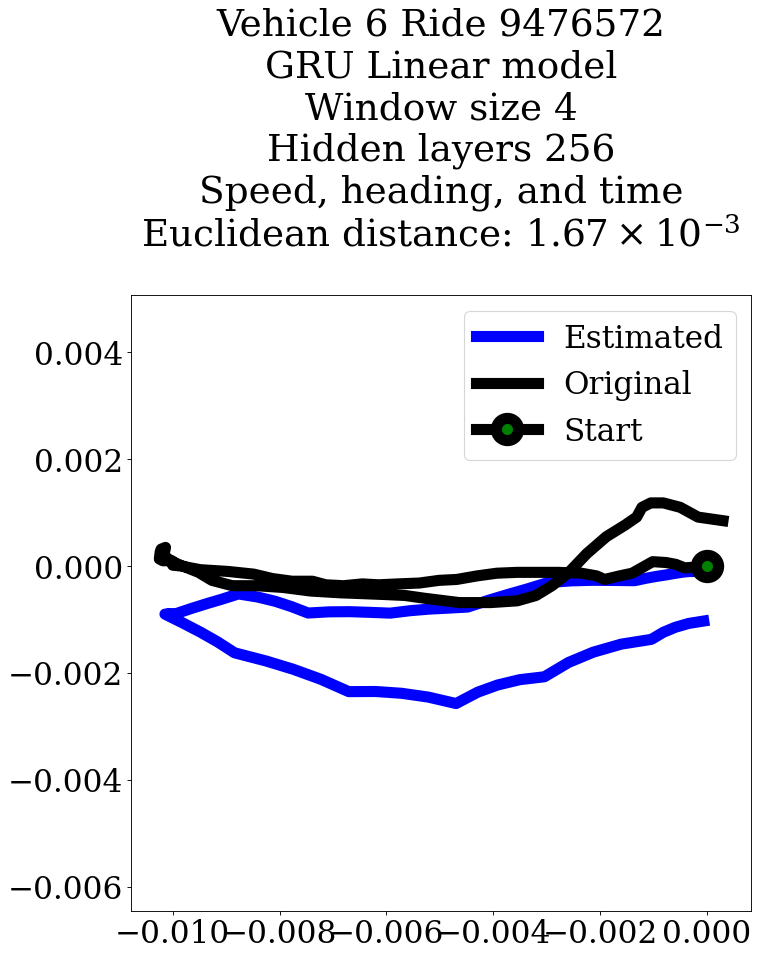 Vehicle 6 Ride 9476572
GRU Linear model
Window size 4
Hidden layers 256
Speed, heading, and time
Euclidean distance: 1.67 × 10⁻³
Estimated
Original
Start
0.004
0.002
0.000
−0.002
−0.004
−0.006
−0.010 −0.008 −0.006 −0.004 −0.002 0.000